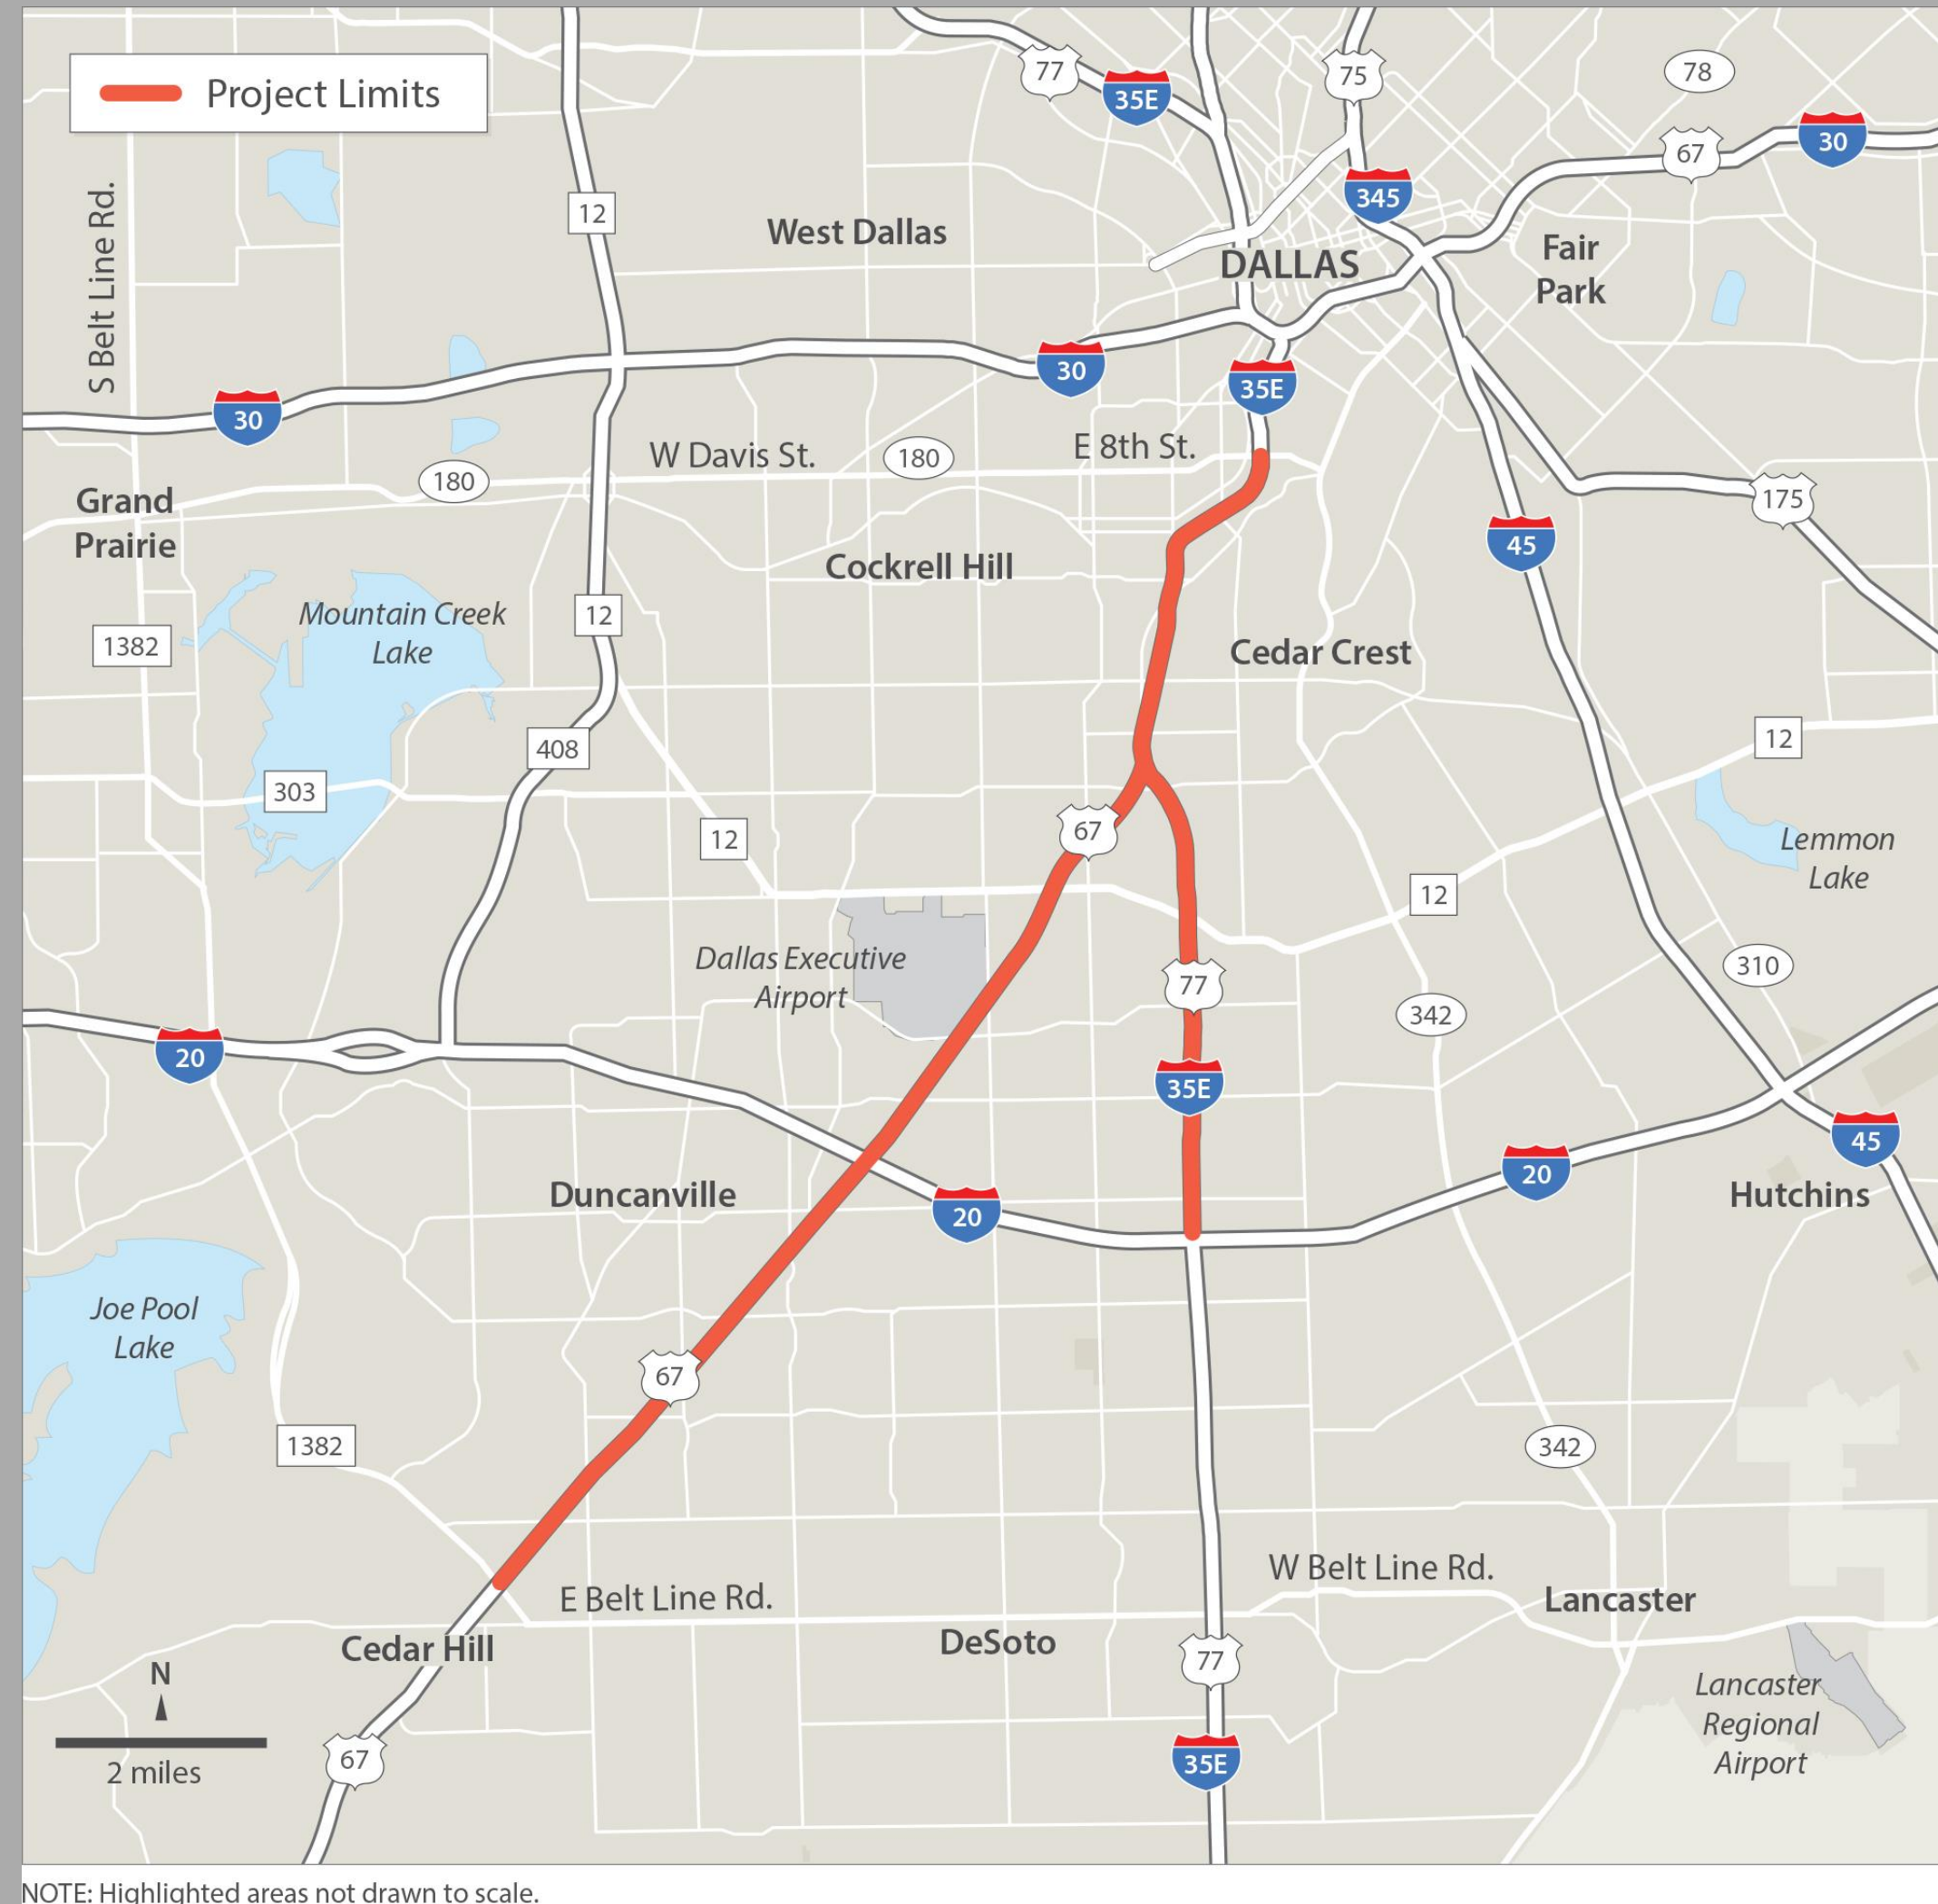 Project Limits
77
35E
75
78
67
30
345
12
S Belt Line Rd.
West Dallas
DALLAS
Fair
Park
30
30
35E
W Davis St.
180
E 8th St.
180
175
Grand
Prairie
45
Cockrell Hill
Mountain Creek
Lake
12
1382
Cedar Crest
408
12
303
67
12
Lemmon
Lake
12
Dallas Executive
Airport
77
310
342
20
35E
45
20
Duncanville
20
Hutchins
Joe Pool
Lake
67
1382
342
W Belt Line Rd.
E Belt Line Rd.
Lancaster
Cedar Hill
DeSoto
77
N
Lancaster
Regional
Airport
67
35E
2 miles
NOTE: Highlighted areas not drawn to scale.